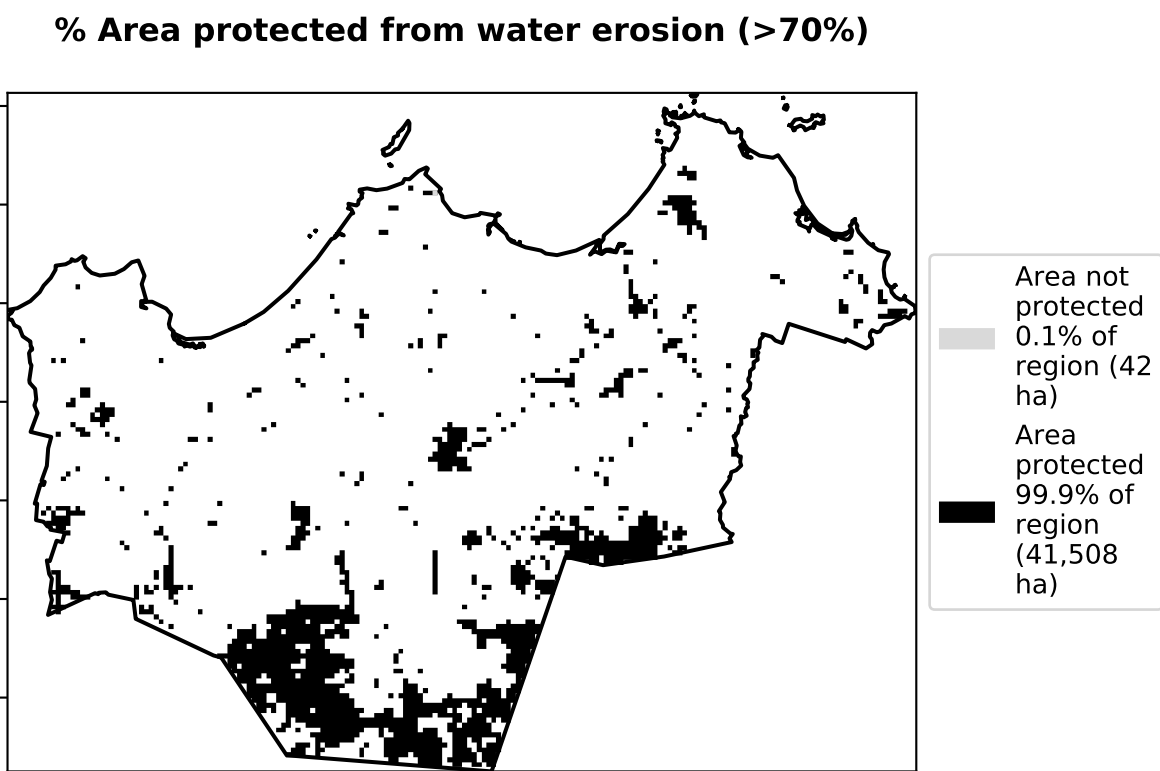 % Area protected from water erosion (>70%)
Area not
protected
0.1% of
region (42
ha)
Area
protected
99.9% of
region
(41,508
ha)